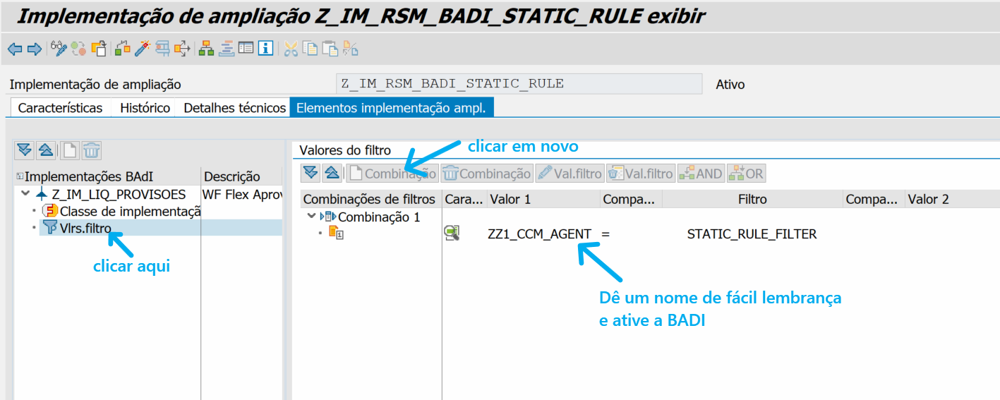 Implementação de ampliação Z_IM_RSM_BADI_STATIC_RULE exibir
Implementação de ampliação Z_IM_RSM_BADI_STATIC_RULE Ativo
Características Histórico Detalhes técnicos Elementos implementação ampl.
Valores do filtro
clicar em novo
Combinação Combinação Val.filtro Val.filtro AND OR
Implementações BAdI Descrição
Combinações de filtros Cara... Valor 1 Compa... Filtro Compa... Valor 2
Z_IM_LIQ_PROVISOES WF Flex Aprov
Classe de implementaçã
Vlrs.filtro
Combinação 1
1
ZZ1_CCM_AGENT = STATIC_RULE_FILTER
clicar aqui
Dê um nome de fácil lembrança
e ative a BADI